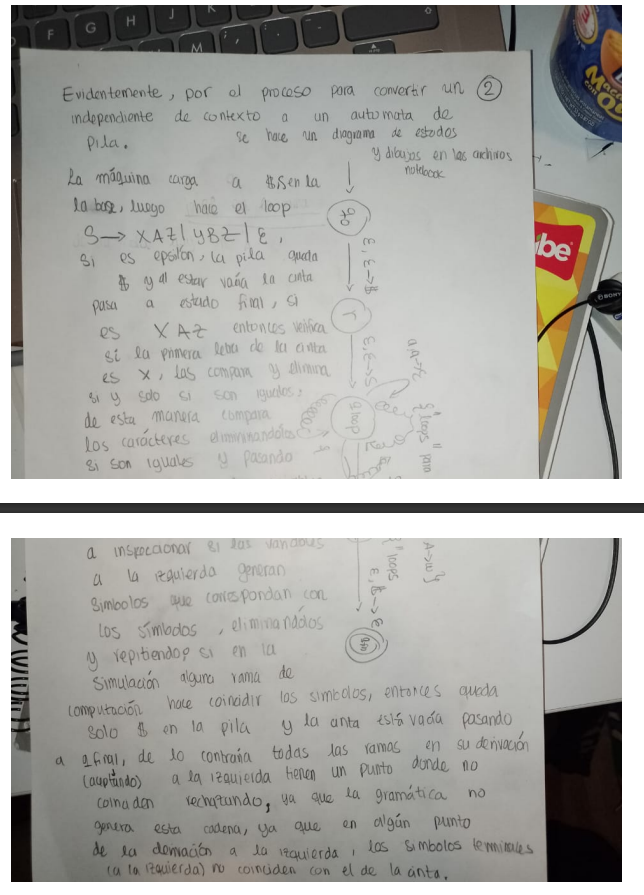 F G H J K
M
Evidentemente, por el proceso para convertir un ②
independiente de contexto a un automata de
pila. se hace un diagrama de estados
y dibujos en los archivos
notebook
La máquina carga a $S en la
la base, luego hace el loop
S → XAZ | YBZ | ε,
si es epsilon, la pila queda
$ y al estar vacía la cinta
pasa a estado final, si
es XAZ entonces verifica
si la primera letra de la cinta
es X, las compara y elimina
si y solo si son iguales,
de esta manera compara
los carácteres elimininandolos
si son iguales y pasando
q0
ε, ε → $
r
ε, ε → S
q loop
{"loops" para
a inspeccionar si las variables
a la izquierda generan
simbolos que correspondan con
los símbolos, eliminandolos
y repitiendo, si en la
simulación alguna rama de
computación hace coincidir los simbolos, entonces queda
solo $ en la pila y la cinta está vacía pasando
a qfinal, de lo contraria todas las ramas en su derivación
(aceptando) a la izquierda tienen un punto donde no
coinciden rechazando, ya que la gramática no
genera esta cadena, ya que en algún punto
de la derivación a la izquierda, los simbolos terminales
(a la izquierda) no coinciden con el de la cinta.
{"loops
A→w}
ε, $ → ε
Mac
Qu
be
SONY